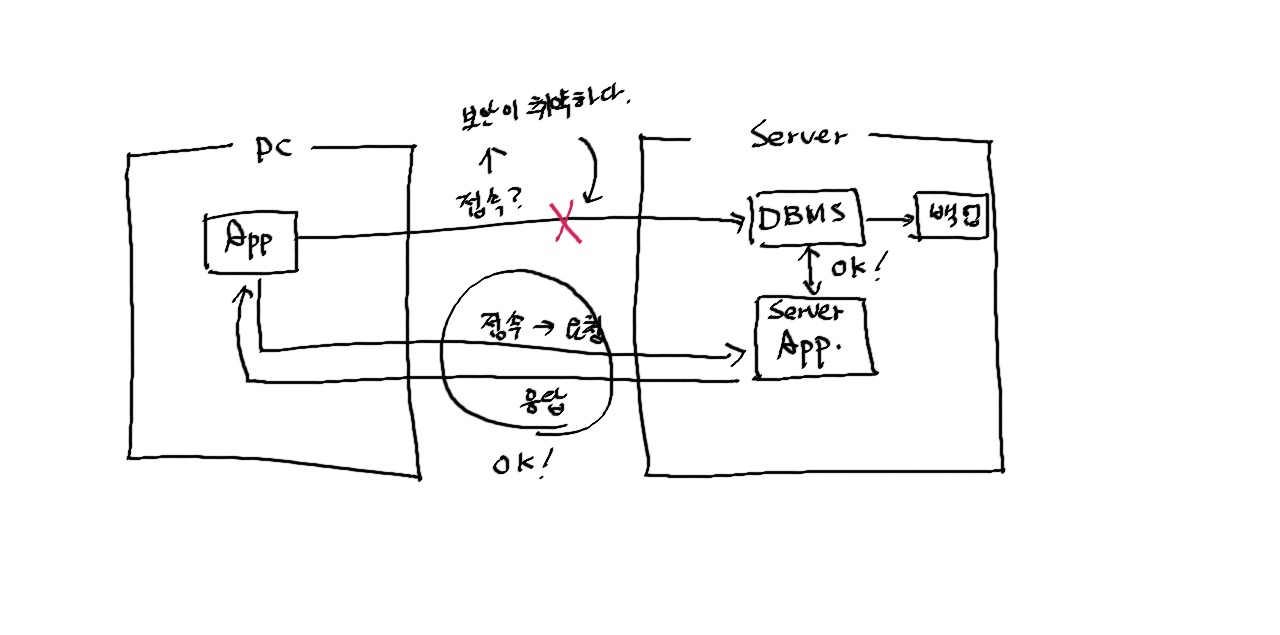 보안이 취약하다.
PC
Server
접속?
App
DBMS
백업
OK!
접속 → 요청
Server
App.
응답
OK!